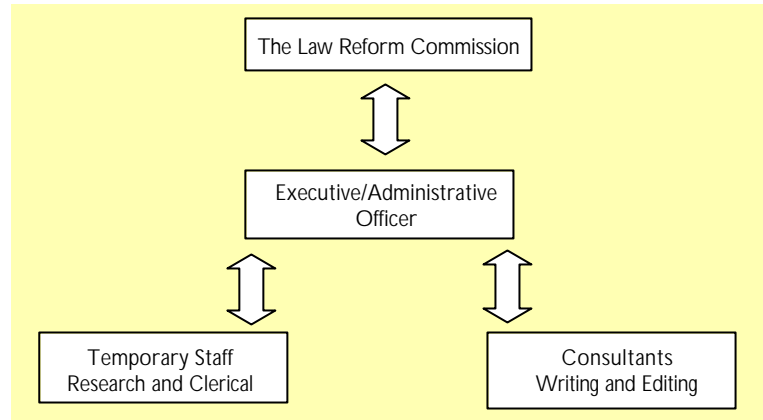 The Law Reform Commission
Executive/Administrative
Officer
Temporary Staff
Research and Clerical
Consultants
Writing and Editing